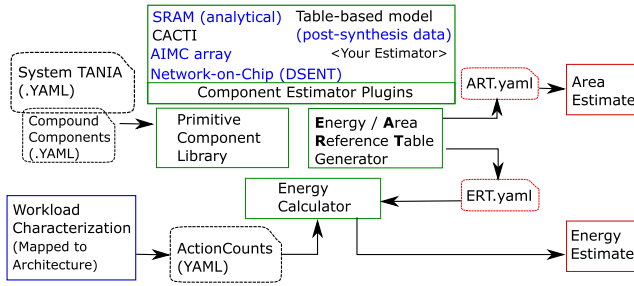 SRAM (analytical)
Table-based model
CACTI
(post-synthesis data)
AIMC array
<Your Estimator>
Network-on-Chip (DSENT)
Component Estimator Plugins
System TANIA
(.YAML)
Compound
Components
(.YAML)
Primitive
Component
Library
Energy / Area
Reference Table
Generator
ART.yaml
Area
Estimate
ERT.yaml
Energy
Calculator
Workload
Characterization
(Mapped to
Architecture)
ActionCounts
(YAML)
Energy
Estimate